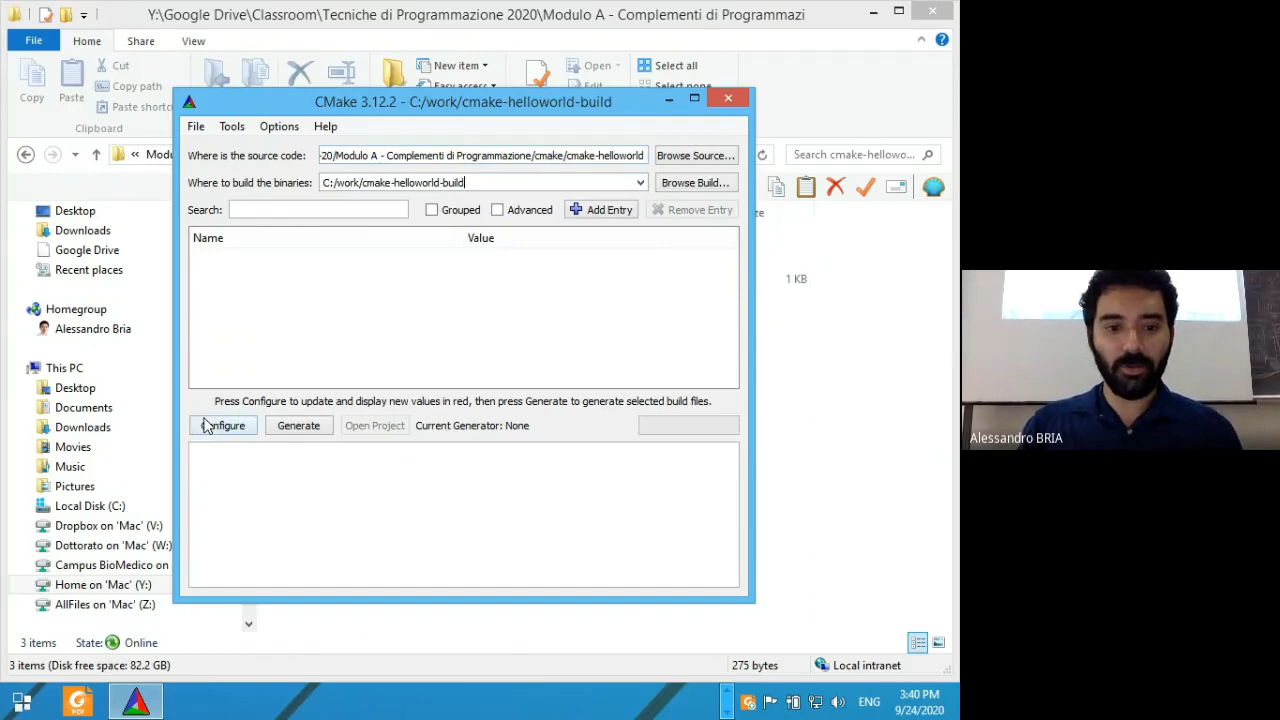 Y:\Google Drive\Classroom\Tecniche di Programmazione 2020\Modulo A - Complementi di Programmazi
File
Home
Share
View
Copy
Paste
Cut
Copy path
Paste shortc
Clipboard
New item
Easy access
Open
Edit
Select all
Select none
Modu
Search cmake-hellowo...
CMake 3.12.2 - C:/work/cmake-helloworld-build
File Tools Options Help
Where is the source code: -20/Modulo A - Complementi di Programmazione/cmake/cmake-helloworld Browse Source...
Where to build the binaries: C:/work/cmake-helloworld-build Browse Build...
Search: Grouped Advanced Add Entry Remove Entry
Name Value
Press Configure to update and display new values in red, then press Generate to generate selected build files.
Configure Generate Open Project Current Generator: None
Desktop
Downloads
Google Drive
Recent places
Homegroup
Alessandro Bria
This PC
Desktop
Documents
Downloads
Movies
Music
Pictures
Local Disk (C:)
Dropbox on 'Mac' (V:)
Dottorato on 'Mac' (W:)
Campus BioMedico on
Home on 'Mac' (Y:)
AllFiles on 'Mac' (Z:)
ze
1 KB
3 items State: Online
3 items (Disk free space: 82.2 GB) 275 bytes Local intranet
ENG
3:40 PM
9/24/2020
Alessandro BRIA